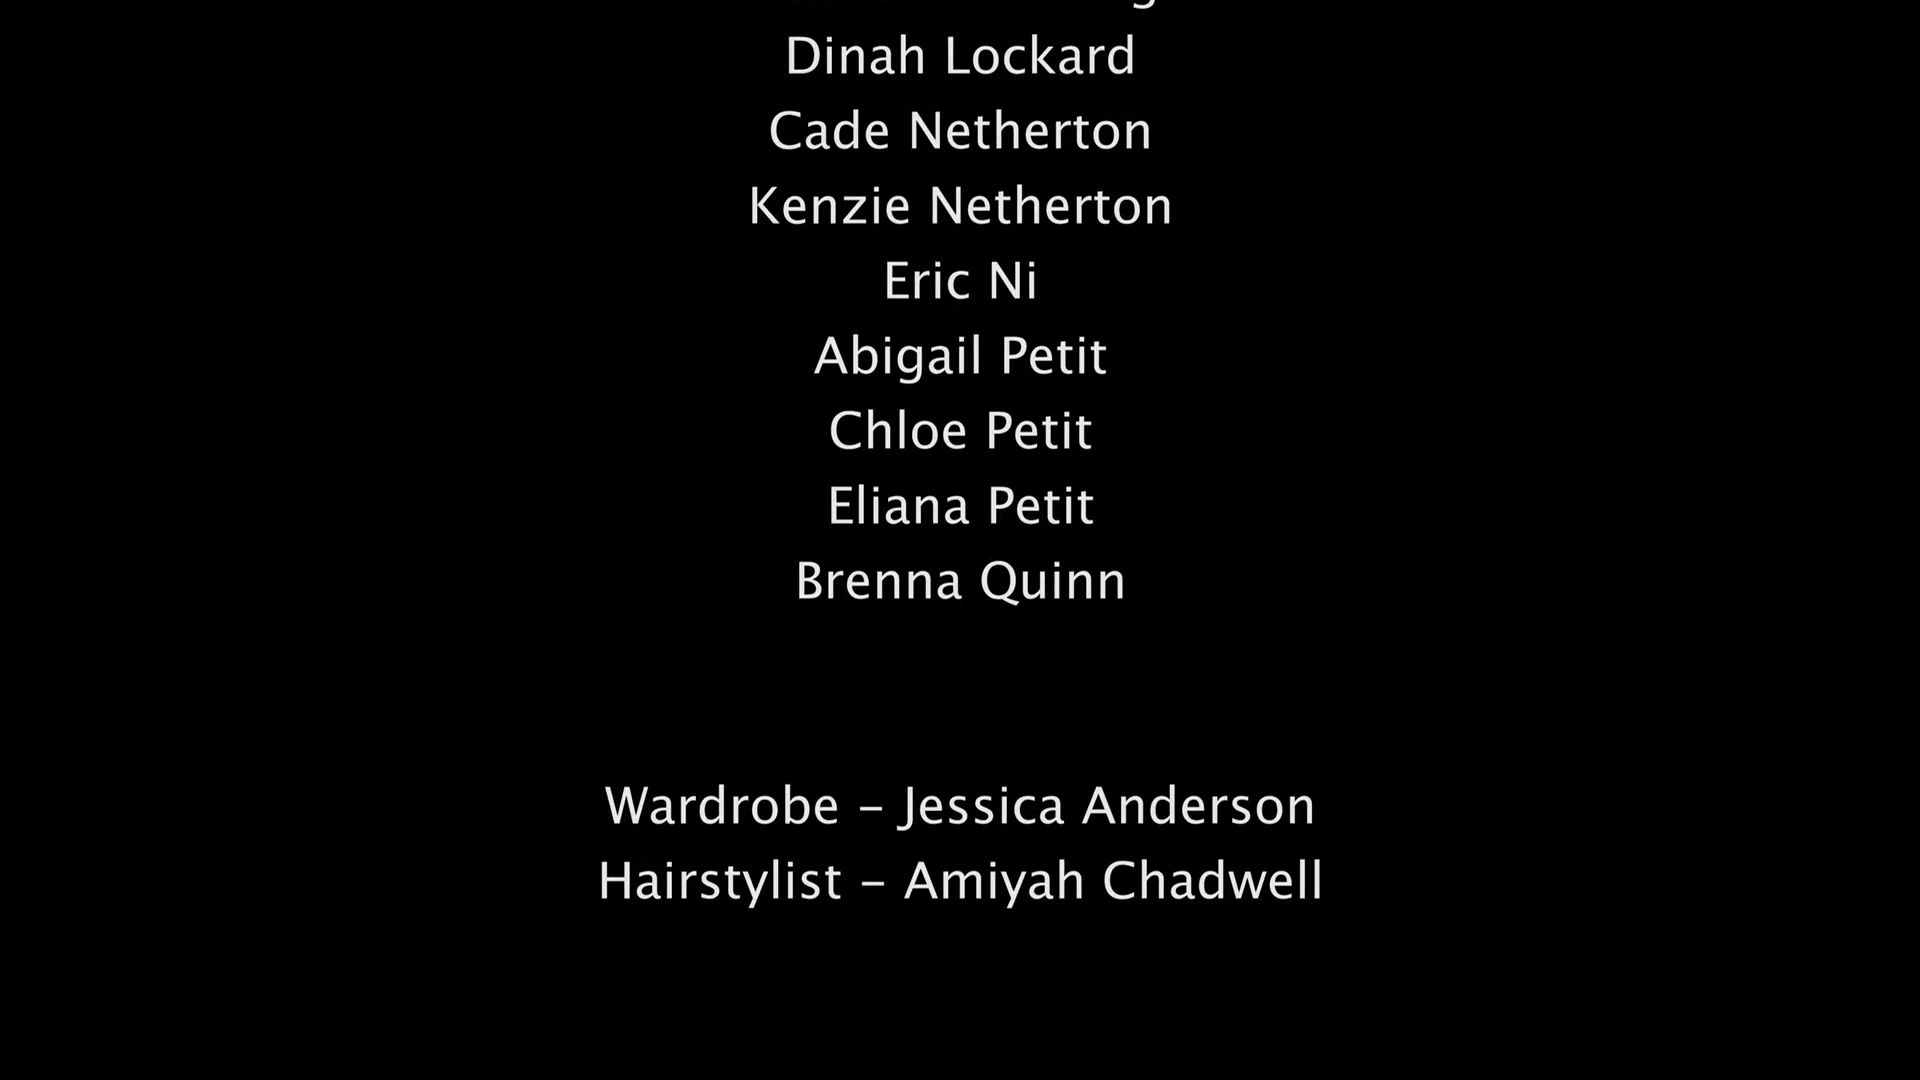 Dinah Lockard
Cade Netherton
Kenzie Netherton
Eric Ni
Abigail Petit
Chloe Petit
Eliana Petit
Brenna Quinn
Wardrobe – Jessica Anderson
Hairstylist – Amiyah Chadwell